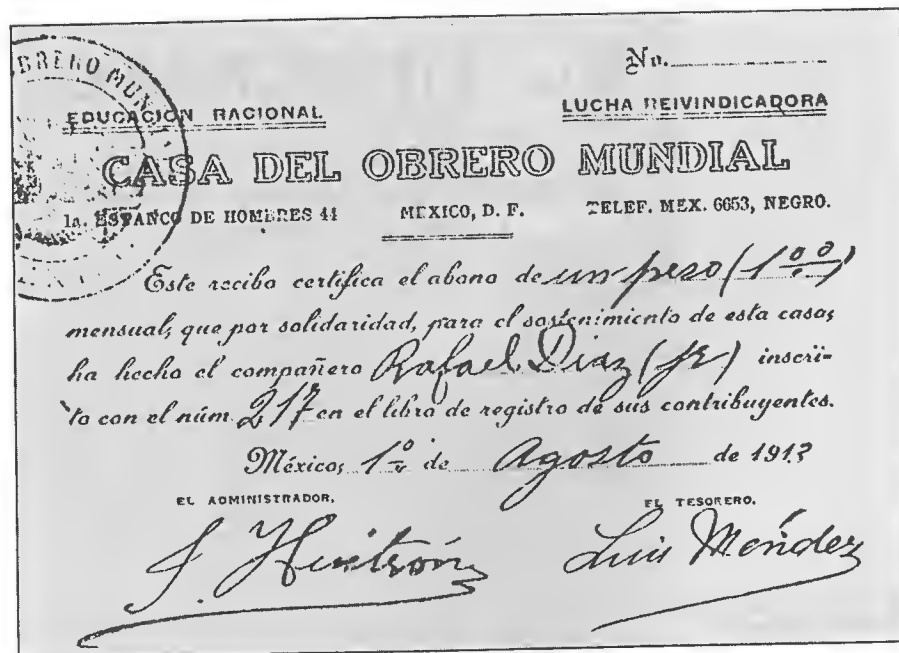 No.
OBRERO MUN
EDUCACION RACIONAL
LUCHA REIVINDICADORA
CASA DEL OBRERO MUNDIAL
1a. ESTANCO DE HOMBRES 44 MEXICO, D. F. TELEF. MEX. 6653, NEGRO.
Este recibo certifica el abono de un peso (1 00)
mensual, que por solidaridad, para el sostenimiento de esta casa,
ha hecho el compañero Rafael Diaz (jr) inscri-
to con el núm. 217 en el libro de registro de sus contribuyentes.
México, 1º de Agosto de 1913
EL ADMINISTRADOR,
EL TESORERO.
J. Huitrón
Luis Méndez